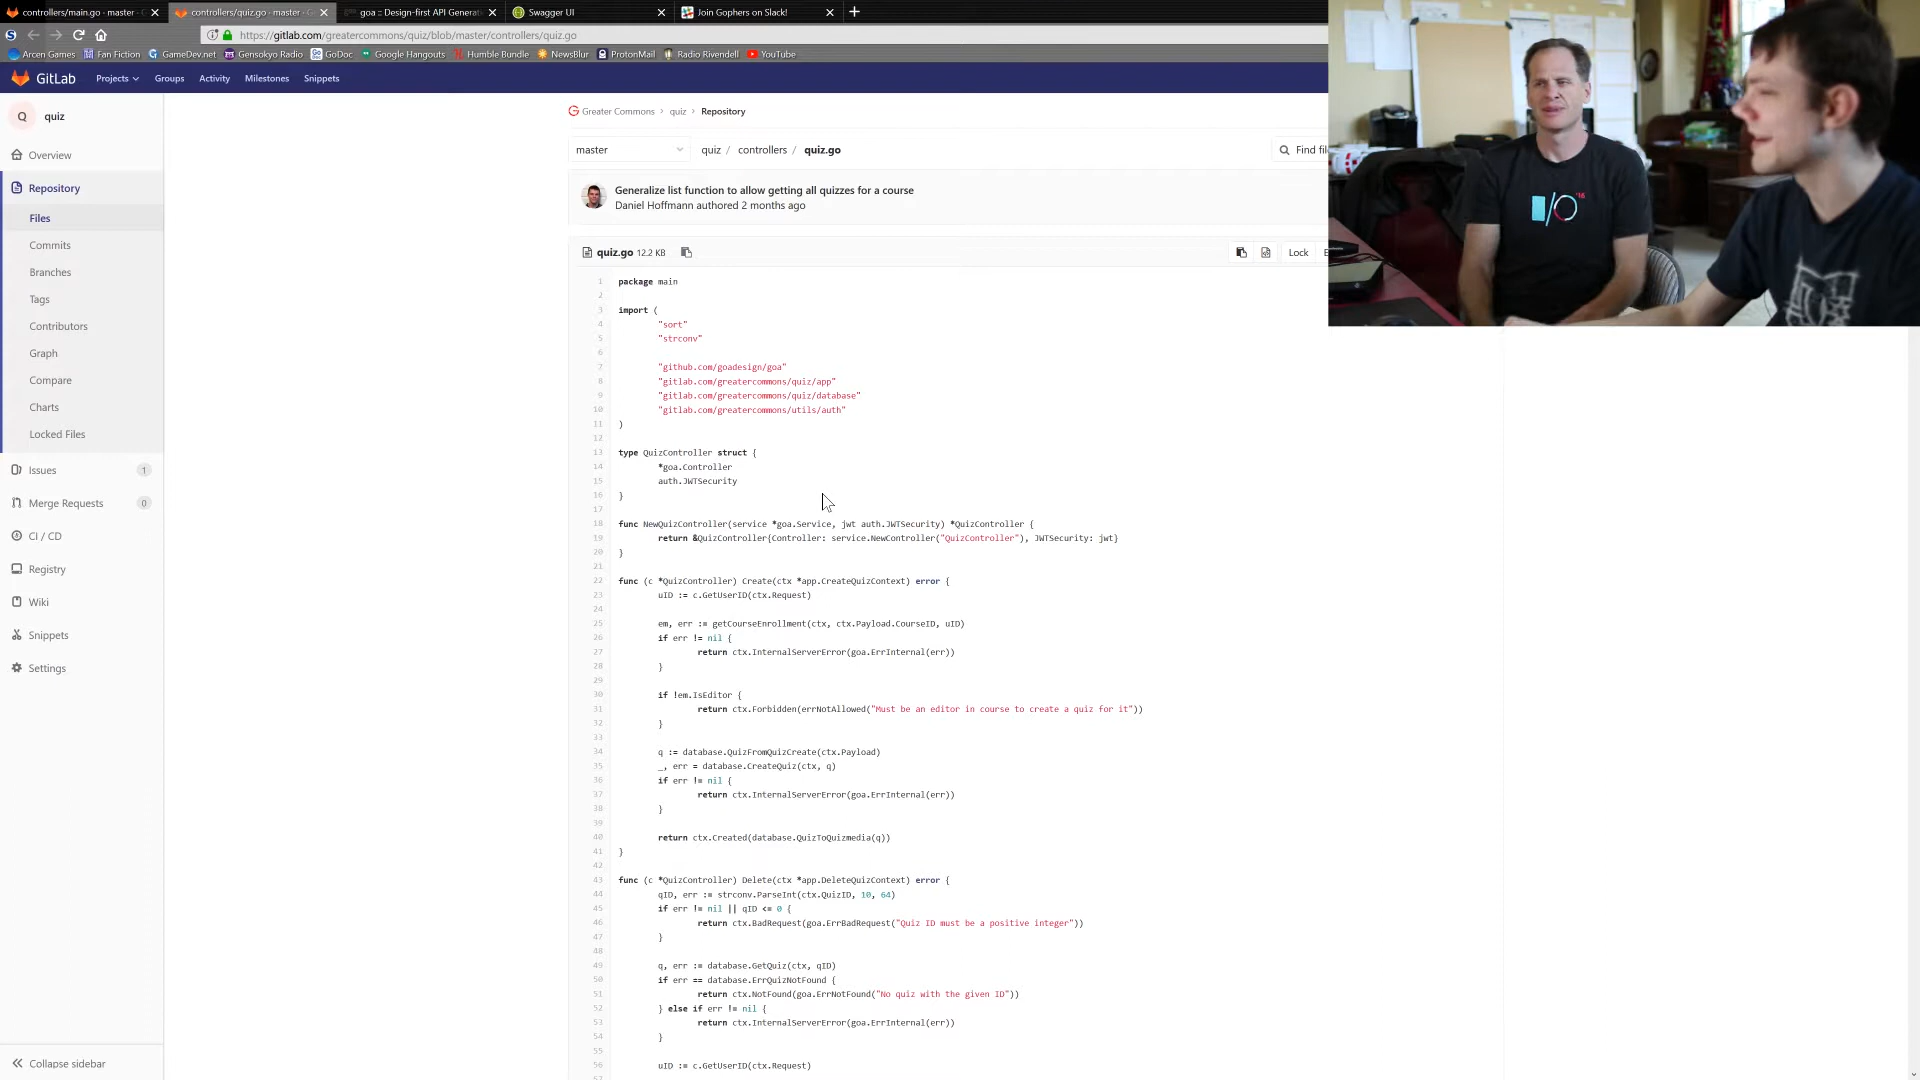 controllers/main.go - master
controllers/quiz.go - master
goa :: Design-first API Generat
Swagger UI
Join Gophers on Slack!
https://gitlab.com/greatercommons/quiz/blob/master/controllers/quiz.go
Arcen Games
Fan Fiction
GameDev.net
Gensokyo Radio
GoDoc
Google Hangouts
Humble Bundle
NewsBlur
ProtonMail
Radio Rivendell
YouTube
GitLab
Projects
Groups
Activity
Milestones
Snippets
Q
quiz
Overview
Repository
Files
Commits
Branches
Tags
Contributors
Graph
Compare
Charts
Locked Files
Issues 1
Merge Requests 0
CI / CD
Registry
Wiki
Snippets
Settings
Collapse sidebar
Greater Commons > quiz > Repository
master
quiz / controllers / quiz.go
Find fil
Generalize list function to allow getting all quizzes for a course
Daniel Hoffmann authored 2 months ago
quiz.go 12.2 KB
Lock
I/O
1 package main
2
3 import (
4 "sort"
5 "strconv"
6
7 "github.com/goadesign/goa"
8 "gitlab.com/greatercommons/quiz/app"
9 "gitlab.com/greatercommons/quiz/database"
10 "gitlab.com/greatercommons/utils/auth"
11 )
12
13 type QuizController struct {
14 *goa.Controller
15 auth.JWTSecurity
16 }
17
18 func NewQuizController(service *goa.Service, jwt auth.JWTSecurity) *QuizController {
19 return &QuizController{Controller: service.NewController("QuizController"), JWTSecurity: jwt}
20 }
21
22 func (c *QuizController) Create(ctx *app.CreateQuizContext) error {
23 uID := c.GetUserID(ctx.Request)
24
25 em, err := getCourseEnrollment(ctx, ctx.Payload.CourseID, uID)
26 if err != nil {
27 return ctx.InternalServerError(goa.ErrInternal(err))
28 }
29
30 if !em.IsEditor {
31 return ctx.Forbidden(errNotAllowed("Must be an editor in course to create a quiz for it"))
32 }
33
34 q := database.QuizFromQuizCreate(ctx.Payload)
35 _, err = database.CreateQuiz(ctx, q)
36 if err != nil {
37 return ctx.InternalServerError(goa.ErrInternal(err))
38 }
39
40 return ctx.Created(database.QuizToQuizmedia(q))
41 }
42
43 func (c *QuizController) Delete(ctx *app.DeleteQuizContext) error {
44 qID, err := strconv.ParseInt(ctx.QuizID, 10, 64)
45 if err != nil || qID <= 0 {
46 return ctx.BadRequest(goa.ErrBadRequest("Quiz ID must be a positive integer"))
47 }
48
49 q, err := database.GetQuiz(ctx, qID)
50 if err == database.ErrQuizNotFound {
51 return ctx.NotFound(goa.ErrNotFound("No quiz with the given ID"))
52 } else if err != nil {
53 return ctx.InternalServerError(goa.ErrInternal(err))
54 }
55
56 uID := c.GetUserID(ctx.Request)